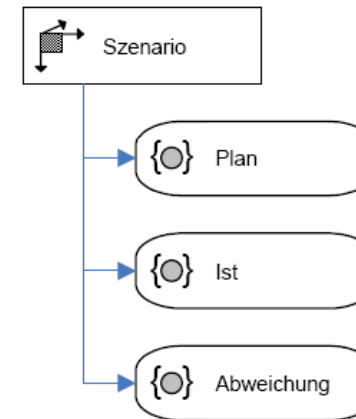 Szenario
{ } Plan
{ } Ist
{ } Abweichung